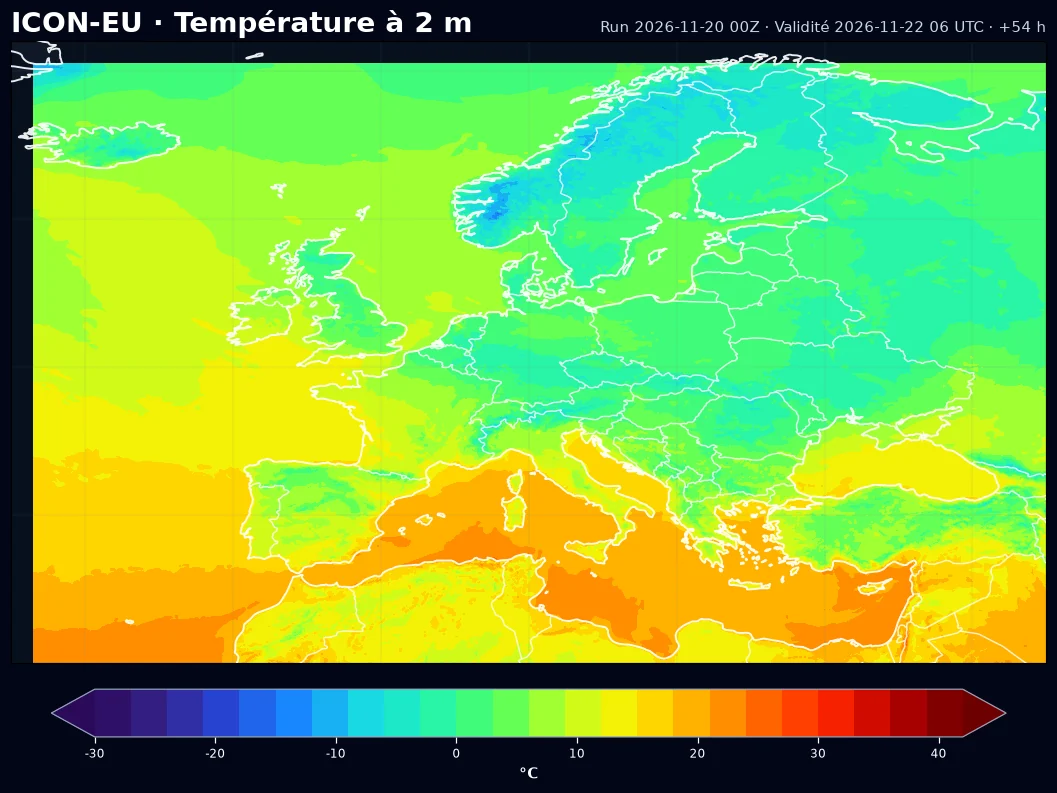 ICON-EU · Température à 2 m
Run 2026-11-20 00Z · Validité 2026-11-22 06 UTC · +54 h
-30 -20 -10 0 10 20 30 40
°C